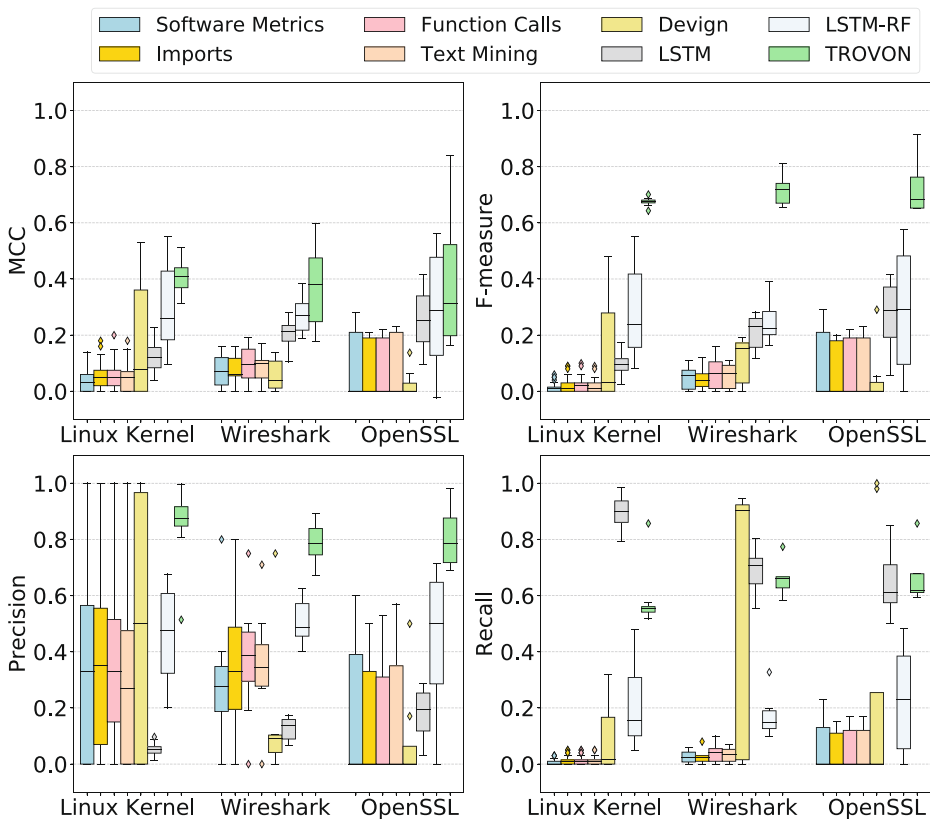 Software Metrics Function Calls Devign LSTM-RF
Imports Text Mining LSTM TROVON
MCC
1.0
0.8
0.6
0.4
0.2
0.0
Linux Kernel Wireshark OpenSSL
F-measure
1.0
0.8
0.6
0.4
0.2
0.0
Linux Kernel Wireshark OpenSSL
Precision
1.0
0.8
0.6
0.4
0.2
0.0
Linux Kernel Wireshark OpenSSL
Recall
1.0
0.8
0.6
0.4
0.2
0.0
Linux Kernel Wireshark OpenSSL